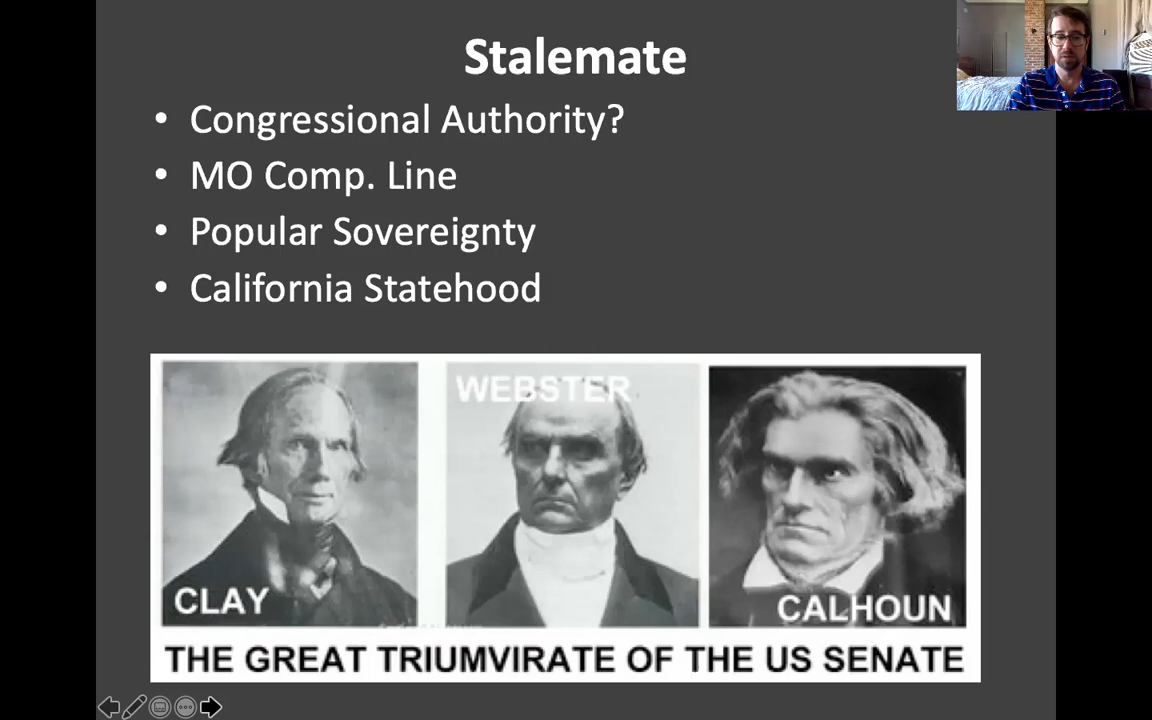 Stalemate
• Congressional Authority?
• MO Comp. Line
• Popular Sovereignty
• California Statehood
WEBSTER
CLAY
CALHOUN
THE GREAT TRIUMVIRATE OF THE US SENATE